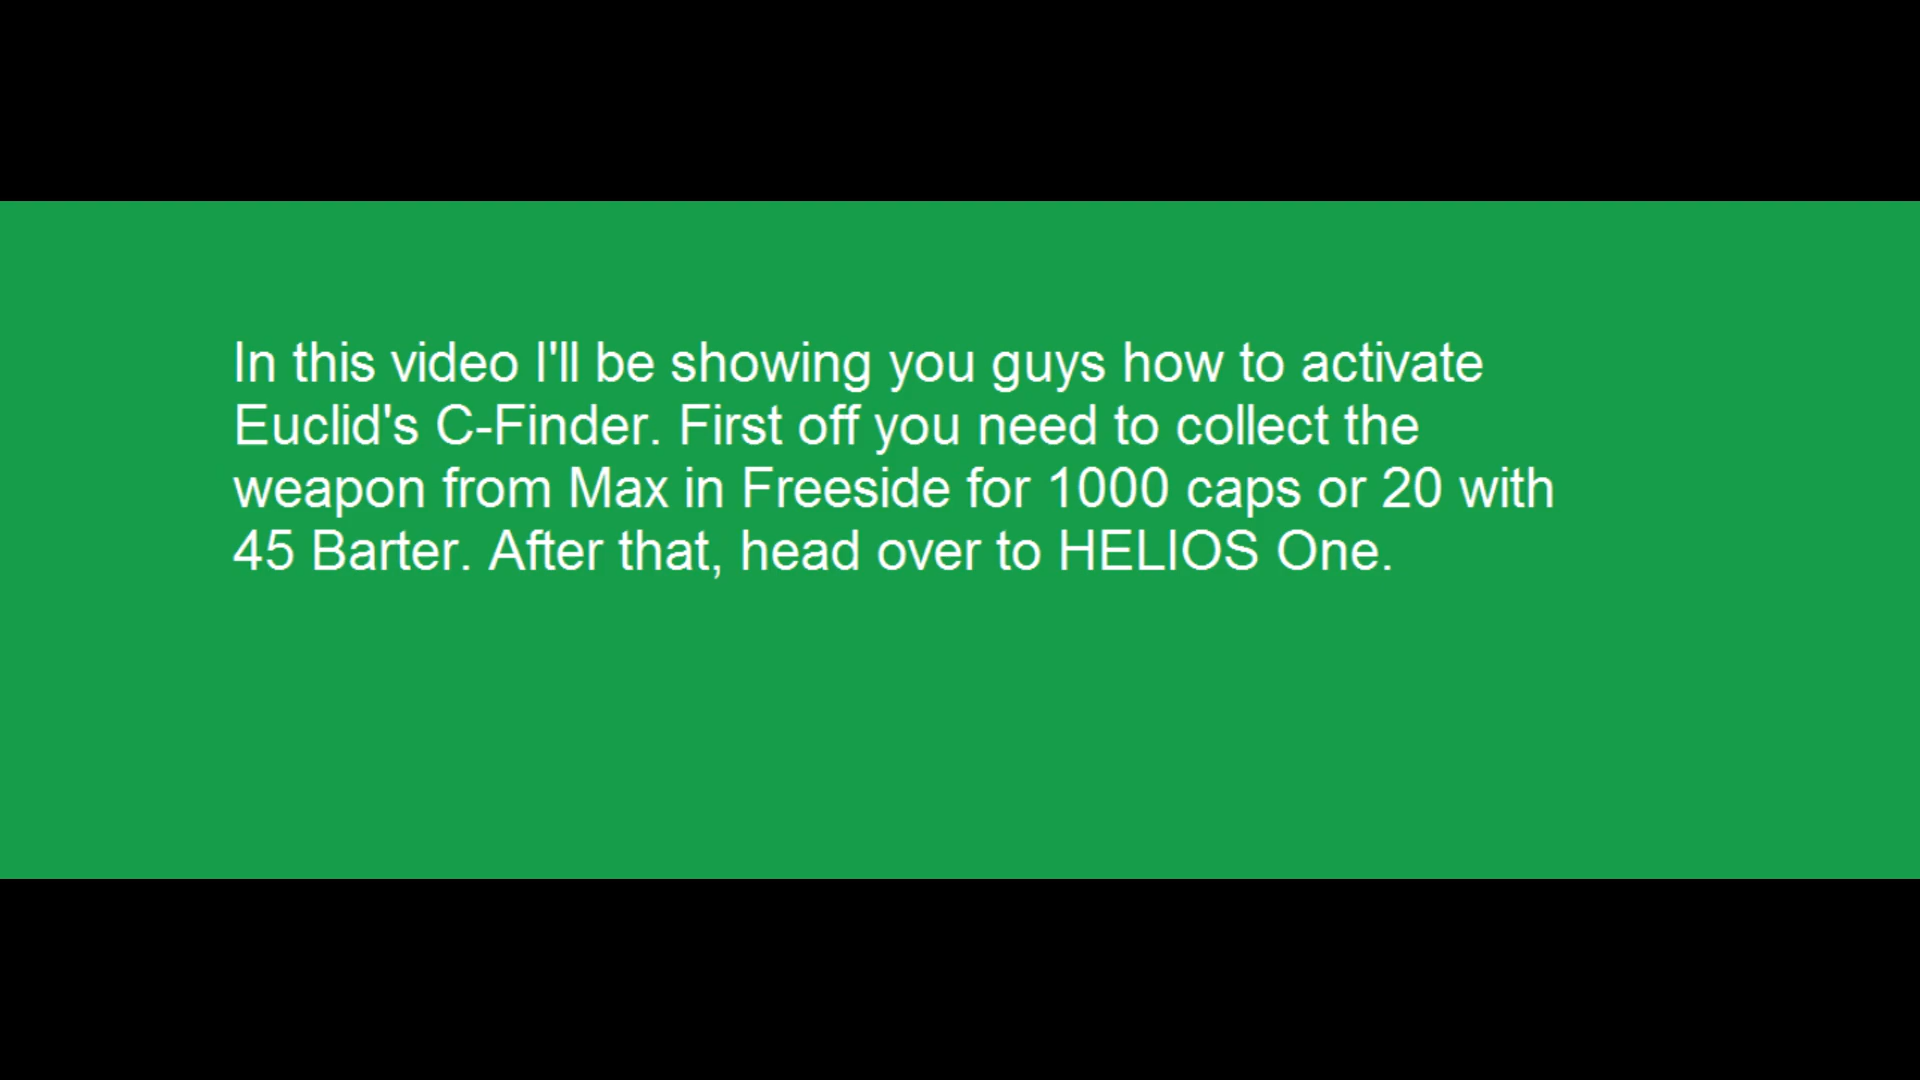 In this video I'll be showing you guys how to activate
Euclid's C-Finder. First off you need to collect the
weapon from Max in Freeside for 1000 caps or 20 with
45 Barter. After that, head over to HELIOS One.